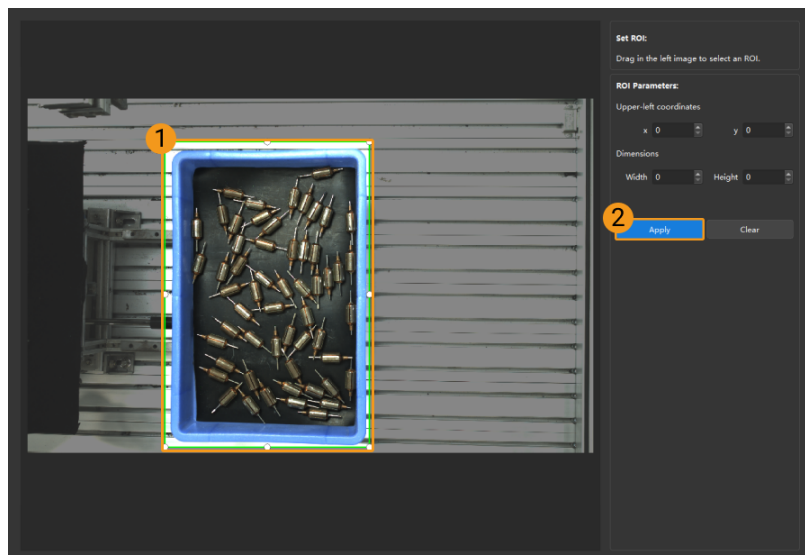 Set ROI:
Drag in the left image to select an ROI.
ROI Parameters:
Upper-left coordinates
x 0 y 0
Dimensions
Width 0 Height 0
1
2
Apply Clear